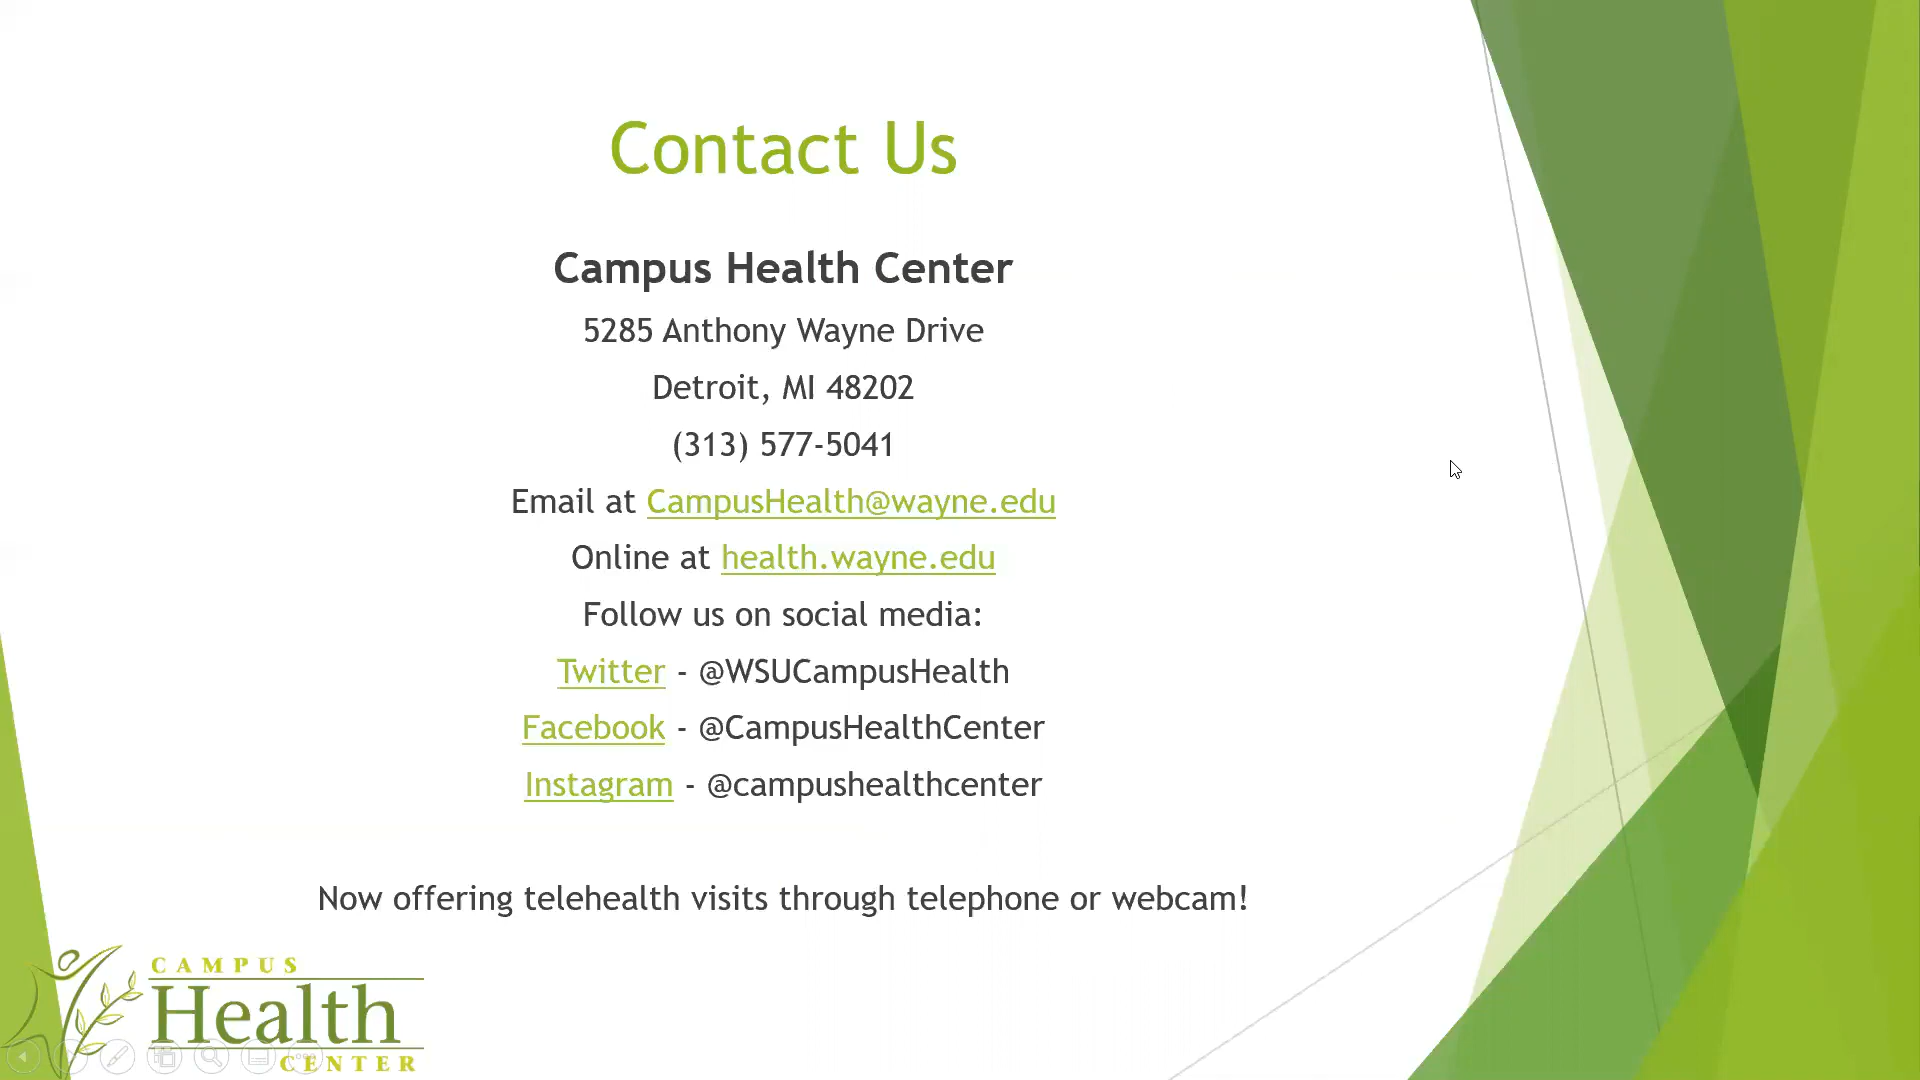 Contact Us
Campus Health Center
5285 Anthony Wayne Drive
Detroit, MI 48202
(313) 577-5041
Email at CampusHealth@wayne.edu
Online at health.wayne.edu
Follow us on social media:
Twitter - @WSUCampusHealth
Facebook - @CampusHealthCenter
Instagram - @campushealthcenter
Now offering telehealth visits through telephone or webcam!
CAMPUS
Health
CENTER